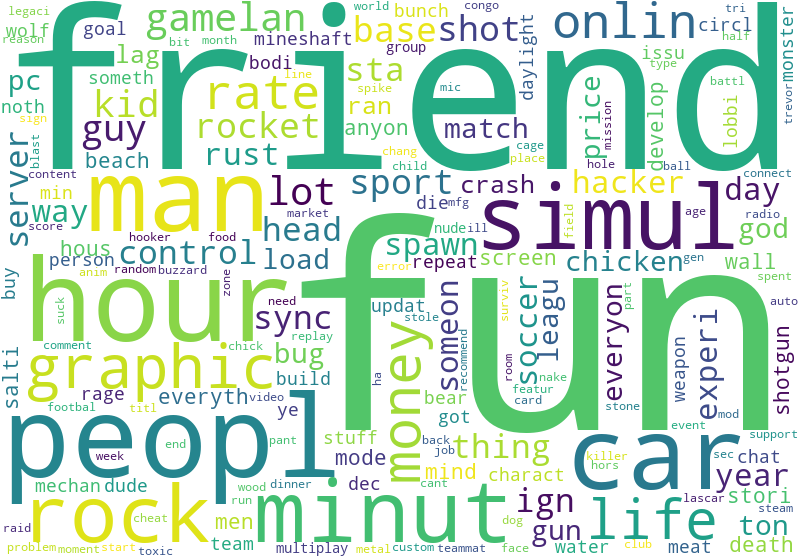 legaci
world
tri
half
congo
reason
bit
month
wolf
goal
gamelan
bunch
mineshaft
base
shot
onlin
circl
daylight
monster
friend
pc
lag
someth
bodi
group
sta
issu
type
battl
noth
sign
kid
rate
line
spike
mic
ran
anyon
price
develop
lobbi
trevor
guy
rocket
chang
match
cage
place
mission
blast
beach
rust
child
hole
ball
connect
server
content
man
lot
sport
crash
hacker
day
min
way
score
market
head
die
mfg
nude
ill
simul
field
age
radio
god
hous
hooker
food
control
spawn
screen
chicken
gen
wall
person
anim
random
buzzard
load
repeat
error
spent
auto
buy
suck
hour
zone
need
updat
fun
surviv
part
sync
stole
someon
recommend
soccer
leagu
everyon
experi
shotgun
salti
comment
graphic
replay
chick
bug
money
room
nake
weapon
rage
everyth
video
build
ha
featur
card
stone
mod
event
support
footbal
titl
ye
bear
got
peopl
pant
stuff
back
thing
car
chat
year
week
end
mode
job
mind
killer
sec
mechan
dude
wood
dinner
dec
cant
charact
hors
lascar
stori
rock
run
minut
ign
life
steam
raid
cheat
men
gun
meat
ton
problem
moment
start
toxic
team
multiplay
metal
custom
teammat
dog
face
water
club
death